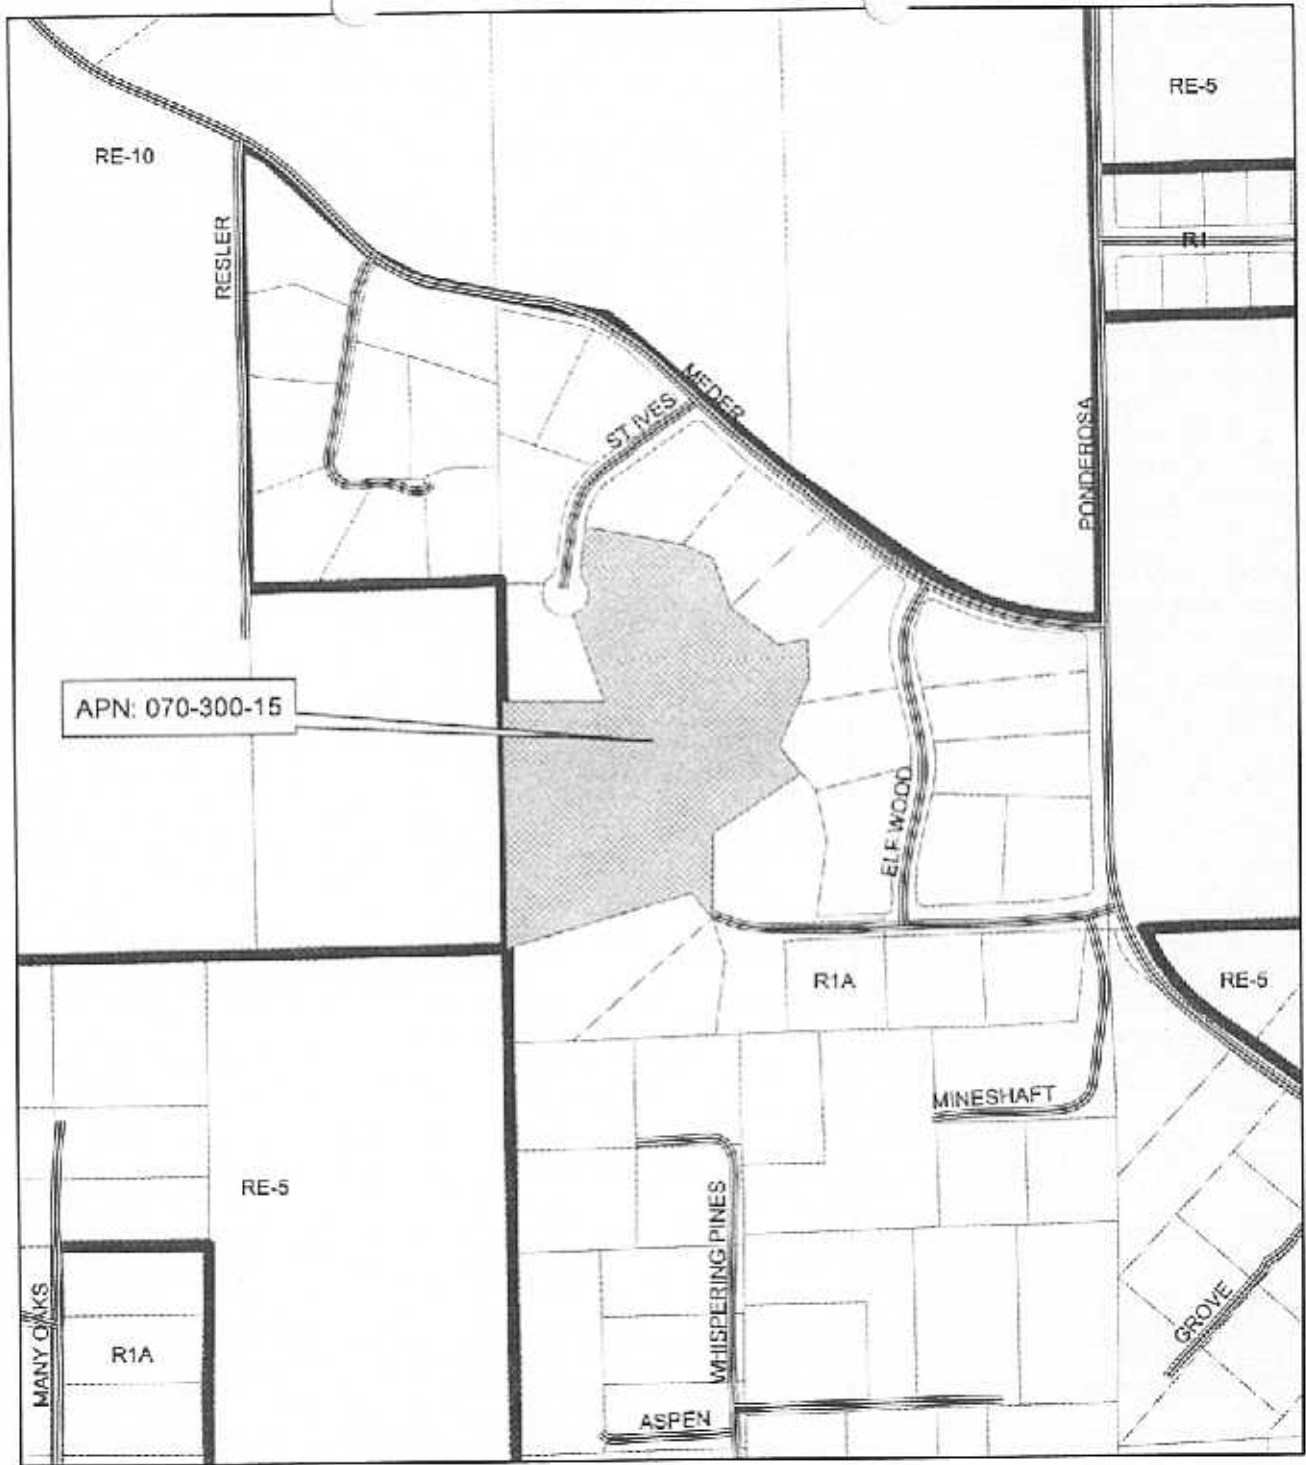 RE-5
RE-10
R1
RESLER
MEDER
ST IVES
PONDEROSA
APN: 070-300-15
ELFWOOD
R1A
RE-5
MINESHAFT
RE-5
WHISPERING PINES
MANY OAKS
R1A
GROVE
ASPEN